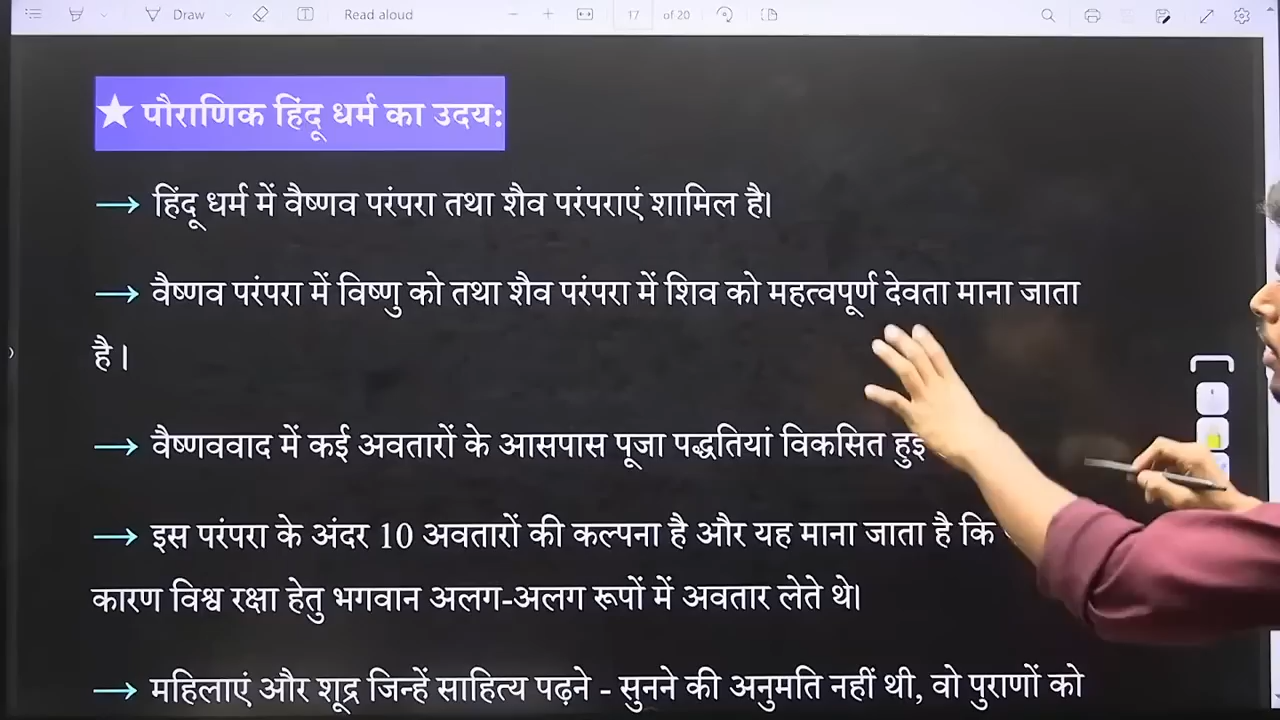 Draw
Read aloud
17 of 20
★ पौराणिक हिंदू धर्म का उदय:
→ हिंदू धर्म में वैष्णव परंपरा तथा शैव परंपराएं शामिल है।
→ वैष्णव परंपरा में विष्णु को तथा शैव परंपरा में शिव को महत्वपूर्ण देवता माना जाता
है।
→ वैष्णववाद में कई अवतारों के आसपास पूजा पद्धतियां विकसित हुई
→ इस परंपरा के अंदर 10 अवतारों की कल्पना है और यह माना जाता है कि
कारण विश्व रक्षा हेतु भगवान अलग-अलग रूपों में अवतार लेते थे।
→ महिलाएं और शूद्र जिन्हें साहित्य पढ़ने - सुनने की अनुमति नहीं थी, वो पुराणों को